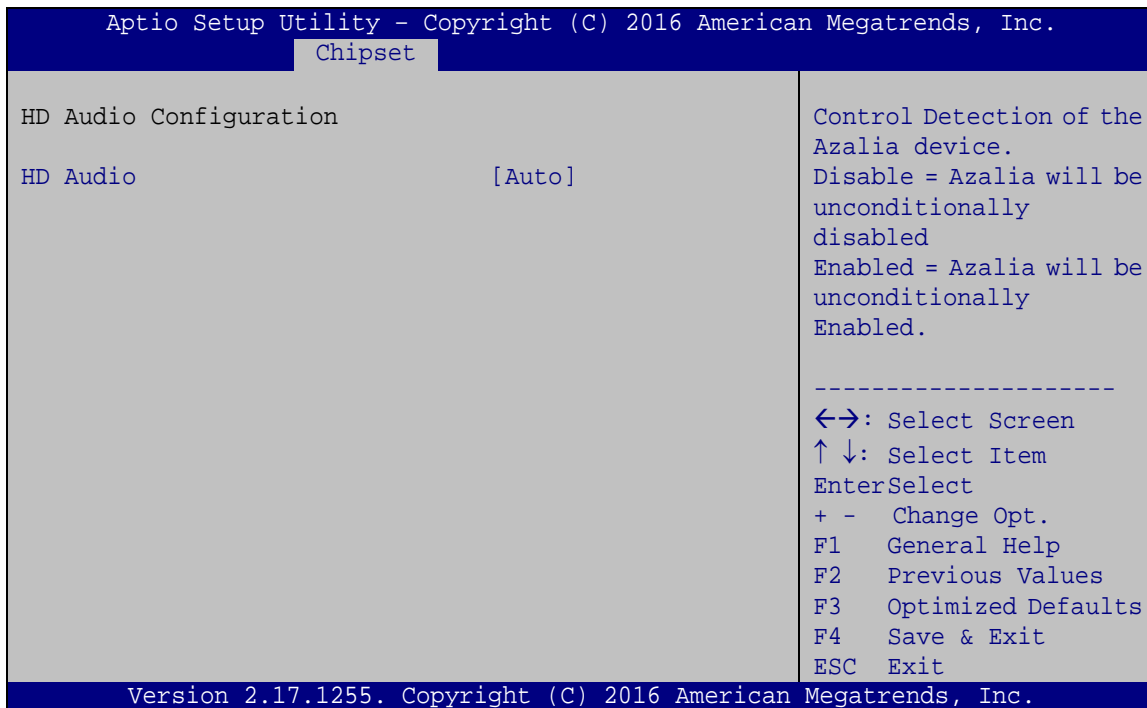 Aptio Setup Utility – Copyright (C) 2016 American Megatrends, Inc.
Chipset
HD Audio Configuration
HD Audio [Auto]
Control Detection of the
Azalia device.
Disable = Azalia will be
unconditionally
disabled
Enabled = Azalia will be
unconditionally
Enabled.
---------------------
←→: Select Screen
↑ ↓: Select Item
EnterSelect
+ - Change Opt.
F1 General Help
F2 Previous Values
F3 Optimized Defaults
F4 Save & Exit
ESC Exit
Version 2.17.1255. Copyright (C) 2016 American Megatrends, Inc.